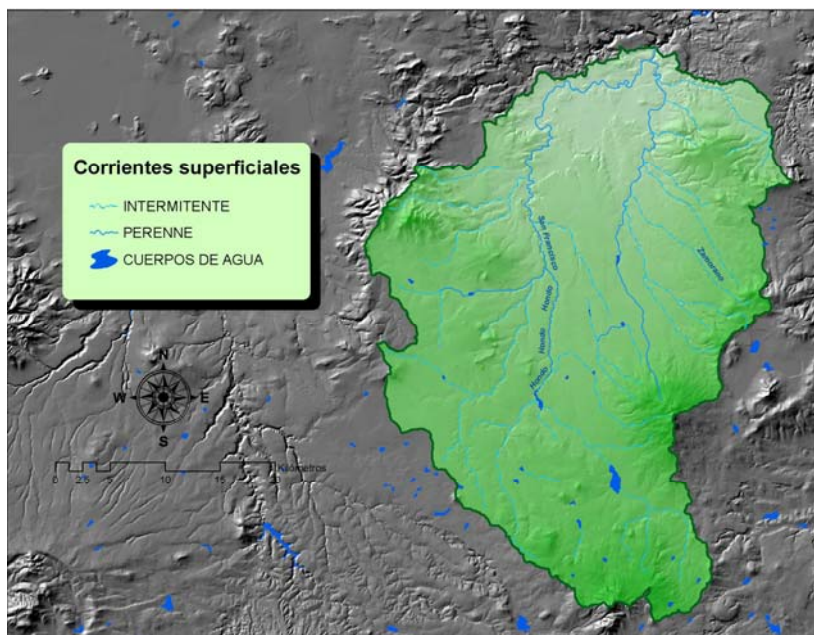 Corrientes superficiales
INTERMITENTE
PERENNE
CUERPOS DE AGUA
San Francisco
Hondo
Hondo
Hondo
Zamorano
N
W E
S
Kilómetros
0 2.5 5 10 15 20